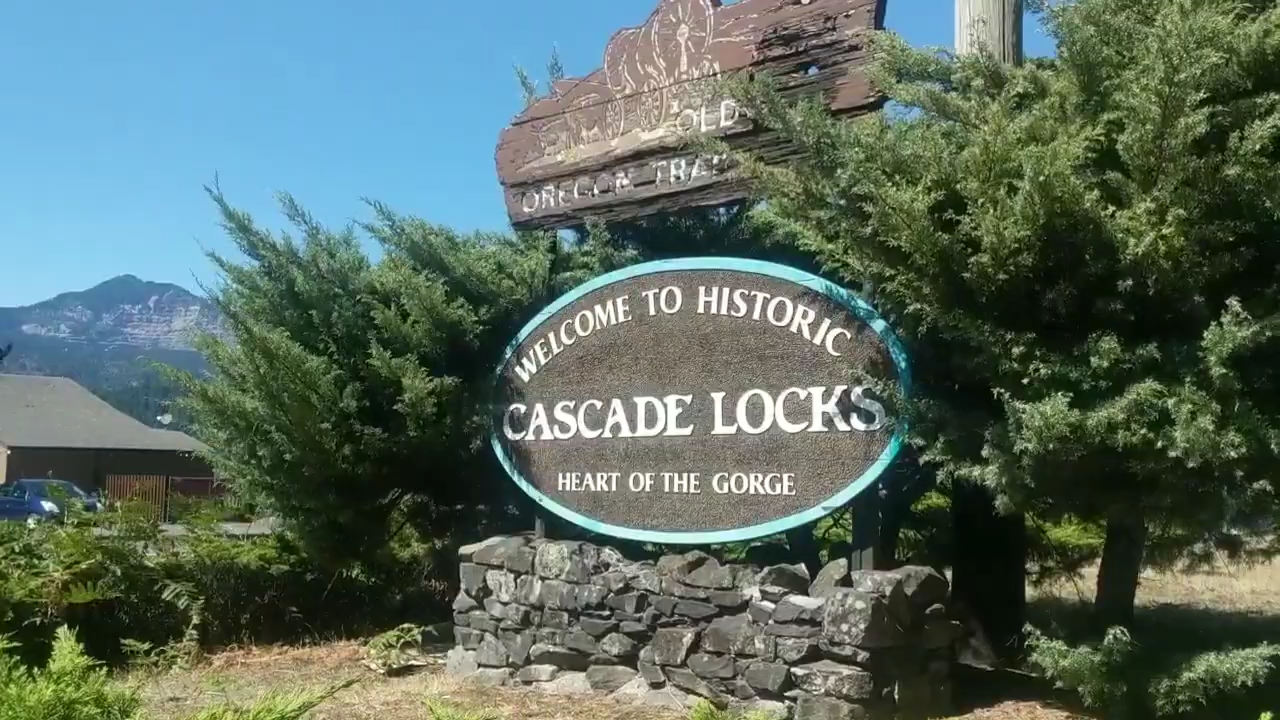 OLD
OREGON TRAIL
WELCOME TO HISTORIC
CASCADE LOCKS
HEART OF THE GORGE